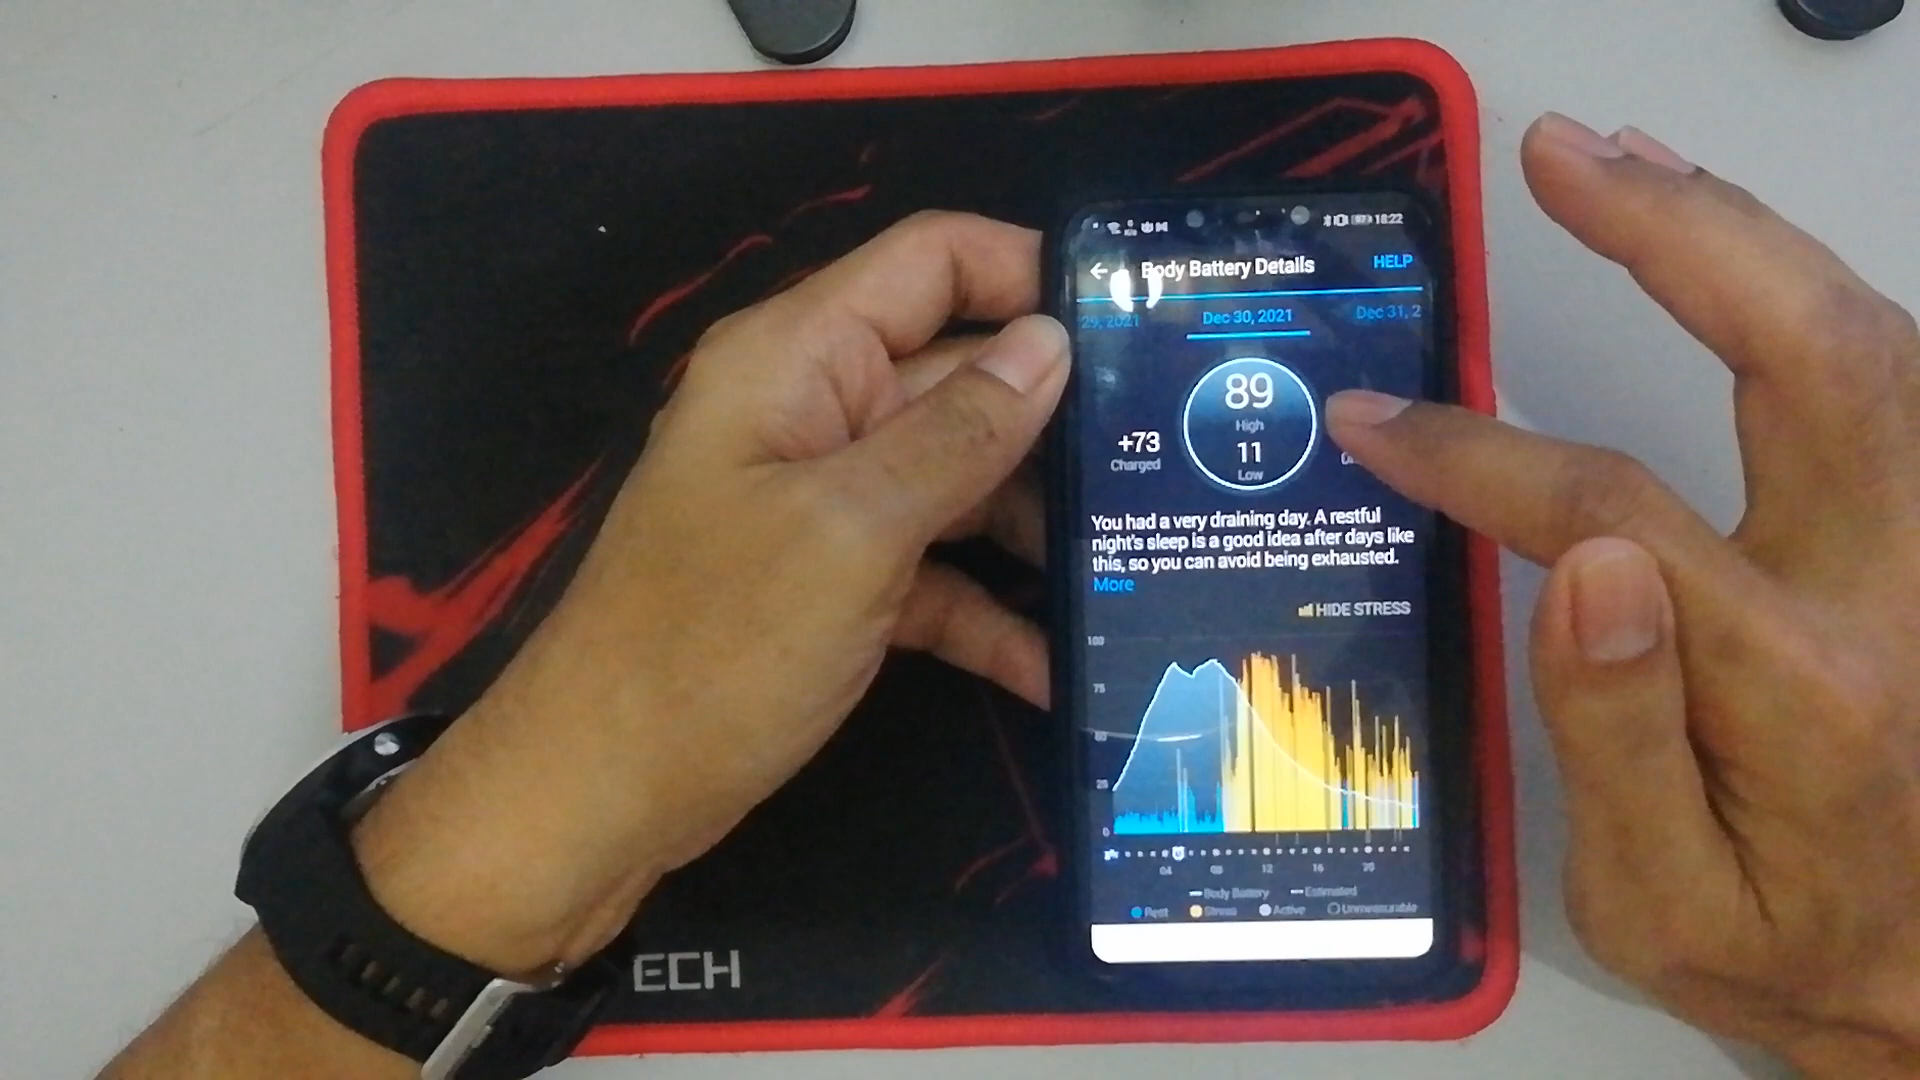 18:22
Body Battery Details
HELP
29, 2021
Dec 30, 2021
Dec 31, 2
89
High
+73
Charged
11
Low
You had a very draining day. A restful
night's sleep is a good idea after days like
this, so you can avoid being exhausted.
More
HIDE STRESS
100
75
50
25
0
04
08
12
16
20
Body Battery
Estimated
Rest
Stress
Active
Unmeasurable
ECH